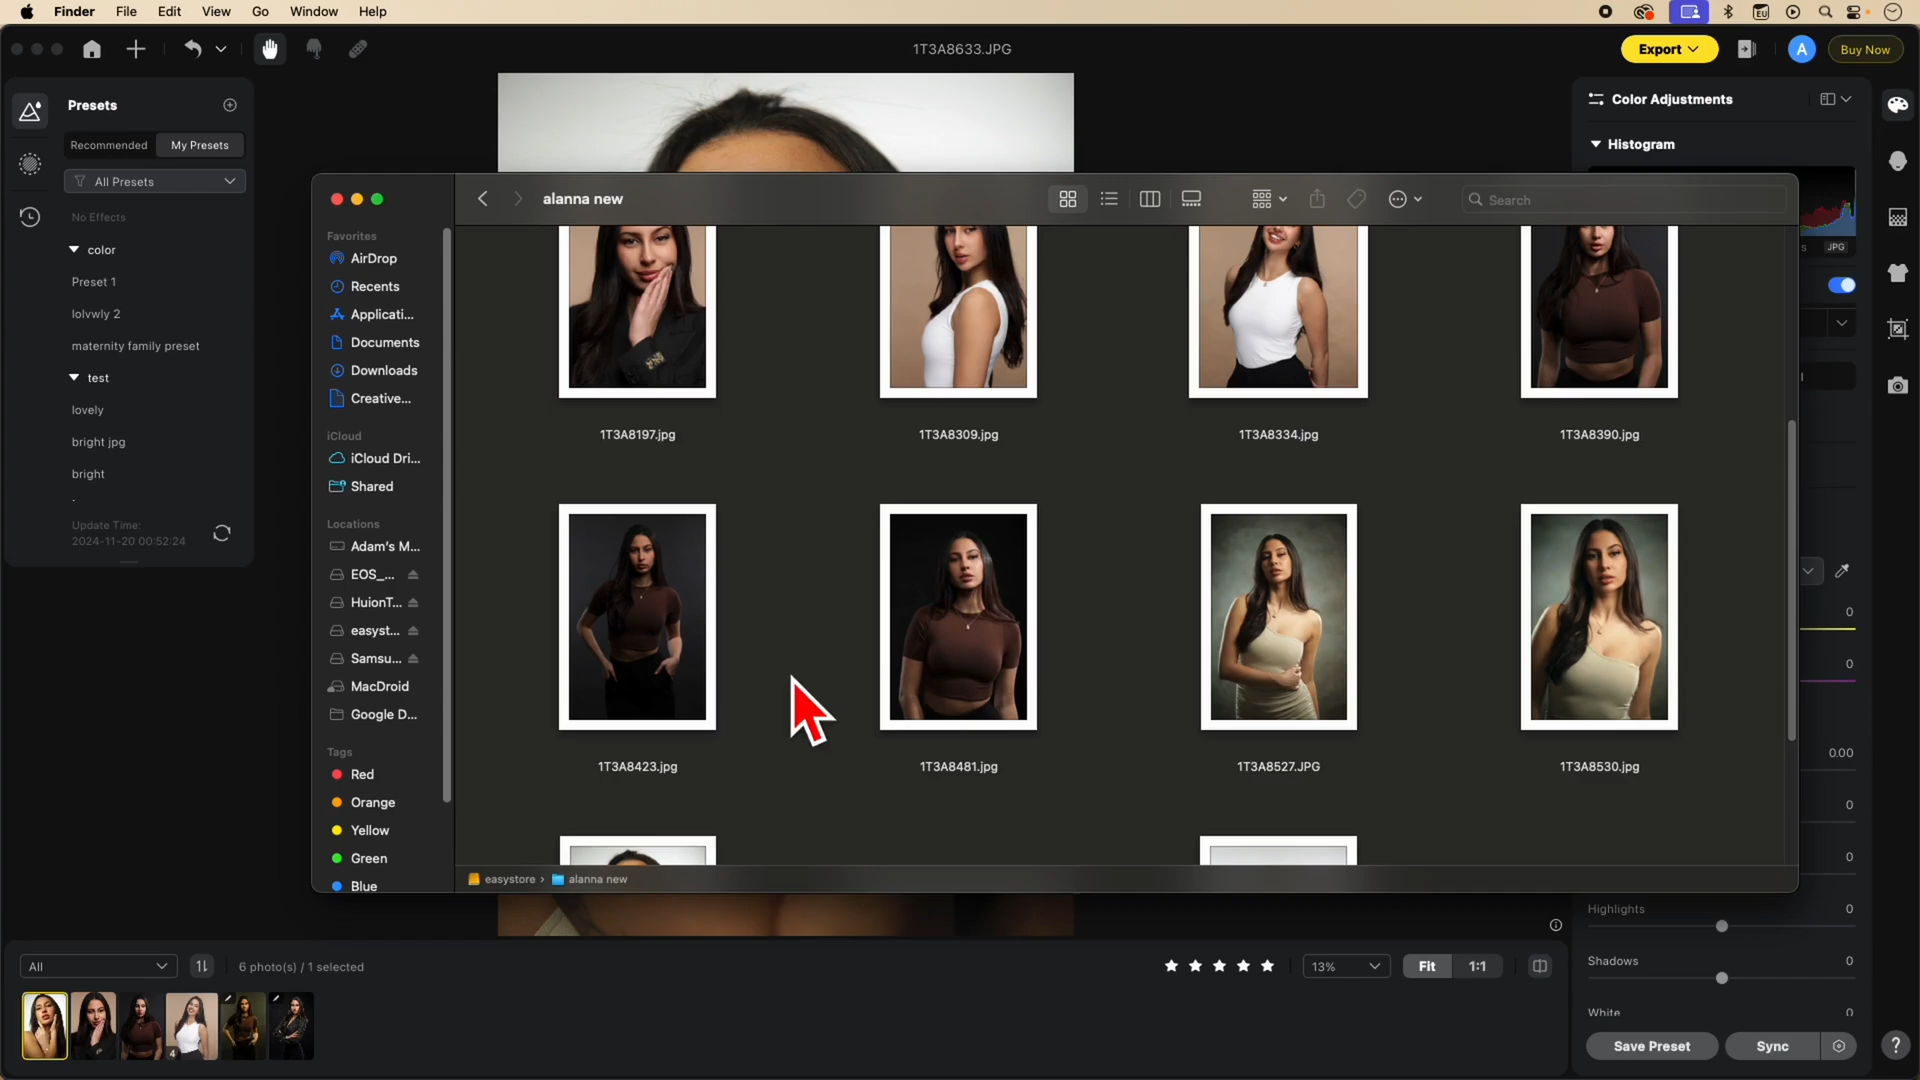 Finder File Edit View Go Window Help
EU
1T3A8633.JPG
Export
A
Buy Now
Presets
Recommended
My Presets
All Presets
No Effects
color
Preset 1
lolvwly 2
maternity family preset
test
lovely
bright jpg
bright
Update Time:
2024-11-20 00:52:24
Color Adjustments
Histogram
JPG
0
0
0.00
0
0
Highlights 0
Shadows 0
White 0
Save Preset
Sync
?
alanna new
Search
Favorites
AirDrop
Recents
Applicati...
Documents
Downloads
Creative...
iCloud
iCloud Dri...
Shared
Locations
Adam's M...
EOS_...
HuionT...
easyst...
Samsu...
MacDroid
Google D...
Tags
Red
Orange
Yellow
Green
Blue
1T3A8197.jpg
1T3A8309.jpg
1T3A8334.jpg
1T3A8390.jpg
1T3A8423.jpg
1T3A8481.jpg
1T3A8527.JPG
1T3A8530.jpg
easystore › alanna new
All
6 photo(s) / 1 selected
13%
Fit
1:1
4